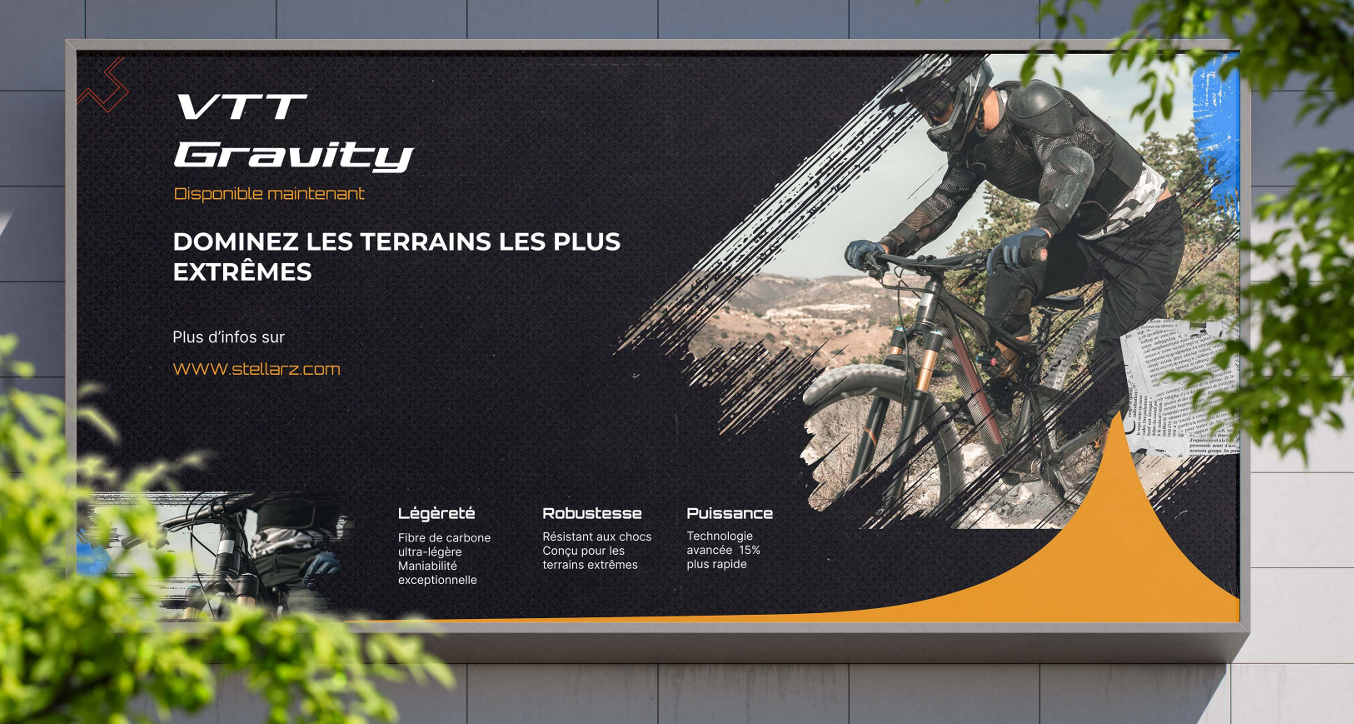 VTT
Gravity
Disponible maintenant
DOMINEZ LES TERRAINS LES PLUS
EXTRÊMES
Plus d’infos sur
WWW.stellarz.com
Légèreté
Fibre de carbone
ultra-légère
Maniabilité
exceptionnelle
Robustesse
Résistant aux chocs
Conçu pour les
terrains extrêmes
Puissance
Technologie
avancée 15%
plus rapide